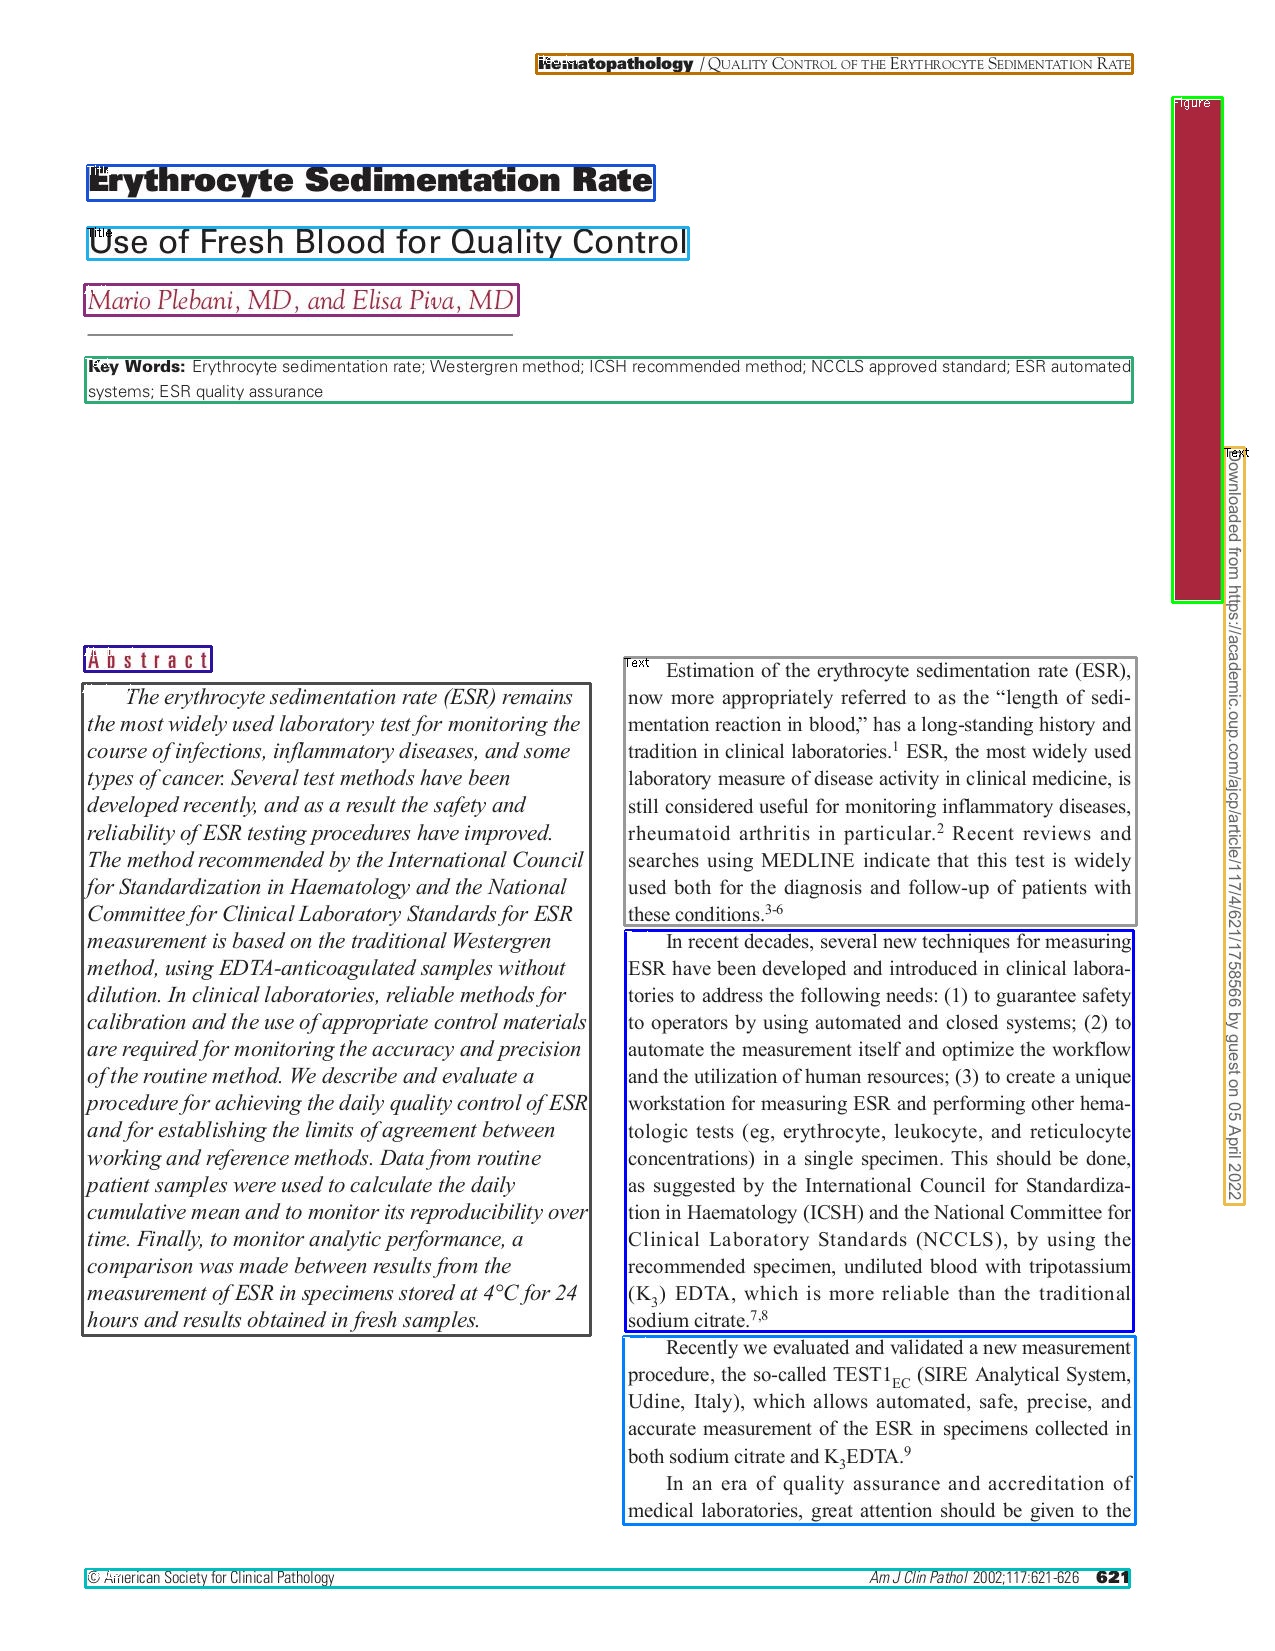 Hematopathology / QUALITY CONTROL OF THE ERYTHROCYTE SEDIMENTATION RATE
Figure
Title
Erythrocyte Sedimentation Rate
Title
Use of Fresh Blood for Quality Control
Mario Plebani, MD, and Elisa Piva, MD
Key Words: Erythrocyte sedimentation rate; Westergren method; ICSH recommended method; NCCLS approved standard; ESR automated
systems; ESR quality assurance
Abstract
The erythrocyte sedimentation rate (ESR) remains
the most widely used laboratory test for monitoring the
course of infections, inflammatory diseases, and some
types of cancer. Several test methods have been
developed recently, and as a result the safety and
reliability of ESR testing procedures have improved.
The method recommended by the International Council
for Standardization in Haematology and the National
Committee for Clinical Laboratory Standards for ESR
measurement is based on the traditional Westergren
method, using EDTA-anticoagulated samples without
dilution. In clinical laboratories, reliable methods for
calibration and the use of appropriate control materials
are required for monitoring the accuracy and precision
of the routine method. We describe and evaluate a
procedure for achieving the daily quality control of ESR
and for establishing the limits of agreement between
working and reference methods. Data from routine
patient samples were used to calculate the daily
cumulative mean and to monitor its reproducibility over
time. Finally, to monitor analytic performance, a
comparison was made between results from the
measurement of ESR in specimens stored at 4°C for 24
hours and results obtained in fresh samples.
Text
Estimation of the erythrocyte sedimentation rate (ESR),
now more appropriately referred to as the “length of sedi-
mentation reaction in blood,” has a long-standing history and
tradition in clinical laboratories.1 ESR, the most widely used
laboratory measure of disease activity in clinical medicine, is
still considered useful for monitoring inflammatory diseases,
rheumatoid arthritis in particular.2 Recent reviews and
searches using MEDLINE indicate that this test is widely
used both for the diagnosis and follow-up of patients with
these conditions.3-6
In recent decades, several new techniques for measuring
ESR have been developed and introduced in clinical labora-
tories to address the following needs: (1) to guarantee safety
to operators by using automated and closed systems; (2) to
automate the measurement itself and optimize the workflow
and the utilization of human resources; (3) to create a unique
workstation for measuring ESR and performing other hema-
tologic tests (eg, erythrocyte, leukocyte, and reticulocyte
concentrations) in a single specimen. This should be done,
as suggested by the International Council for Standardiza-
tion in Haematology (ICSH) and the National Committee for
Clinical Laboratory Standards (NCCLS), by using the
recommended specimen, undiluted blood with tripotassium
(K3) EDTA, which is more reliable than the traditional
sodium citrate.7,8
Recently we evaluated and validated a new measurement
procedure, the so-called TEST1EC (SIRE Analytical System,
Udine, Italy), which allows automated, safe, precise, and
accurate measurement of the ESR in specimens collected in
both sodium citrate and K3EDTA.9
In an era of quality assurance and accreditation of
medical laboratories, great attention should be given to the
Text
Downloaded from https://academic.oup.com/ajcp/article/117/4/621/1758566 by guest on 05 April 2022
© American Society for Clinical Pathology
Am J Clin Pathol 2002;117:621-626 621